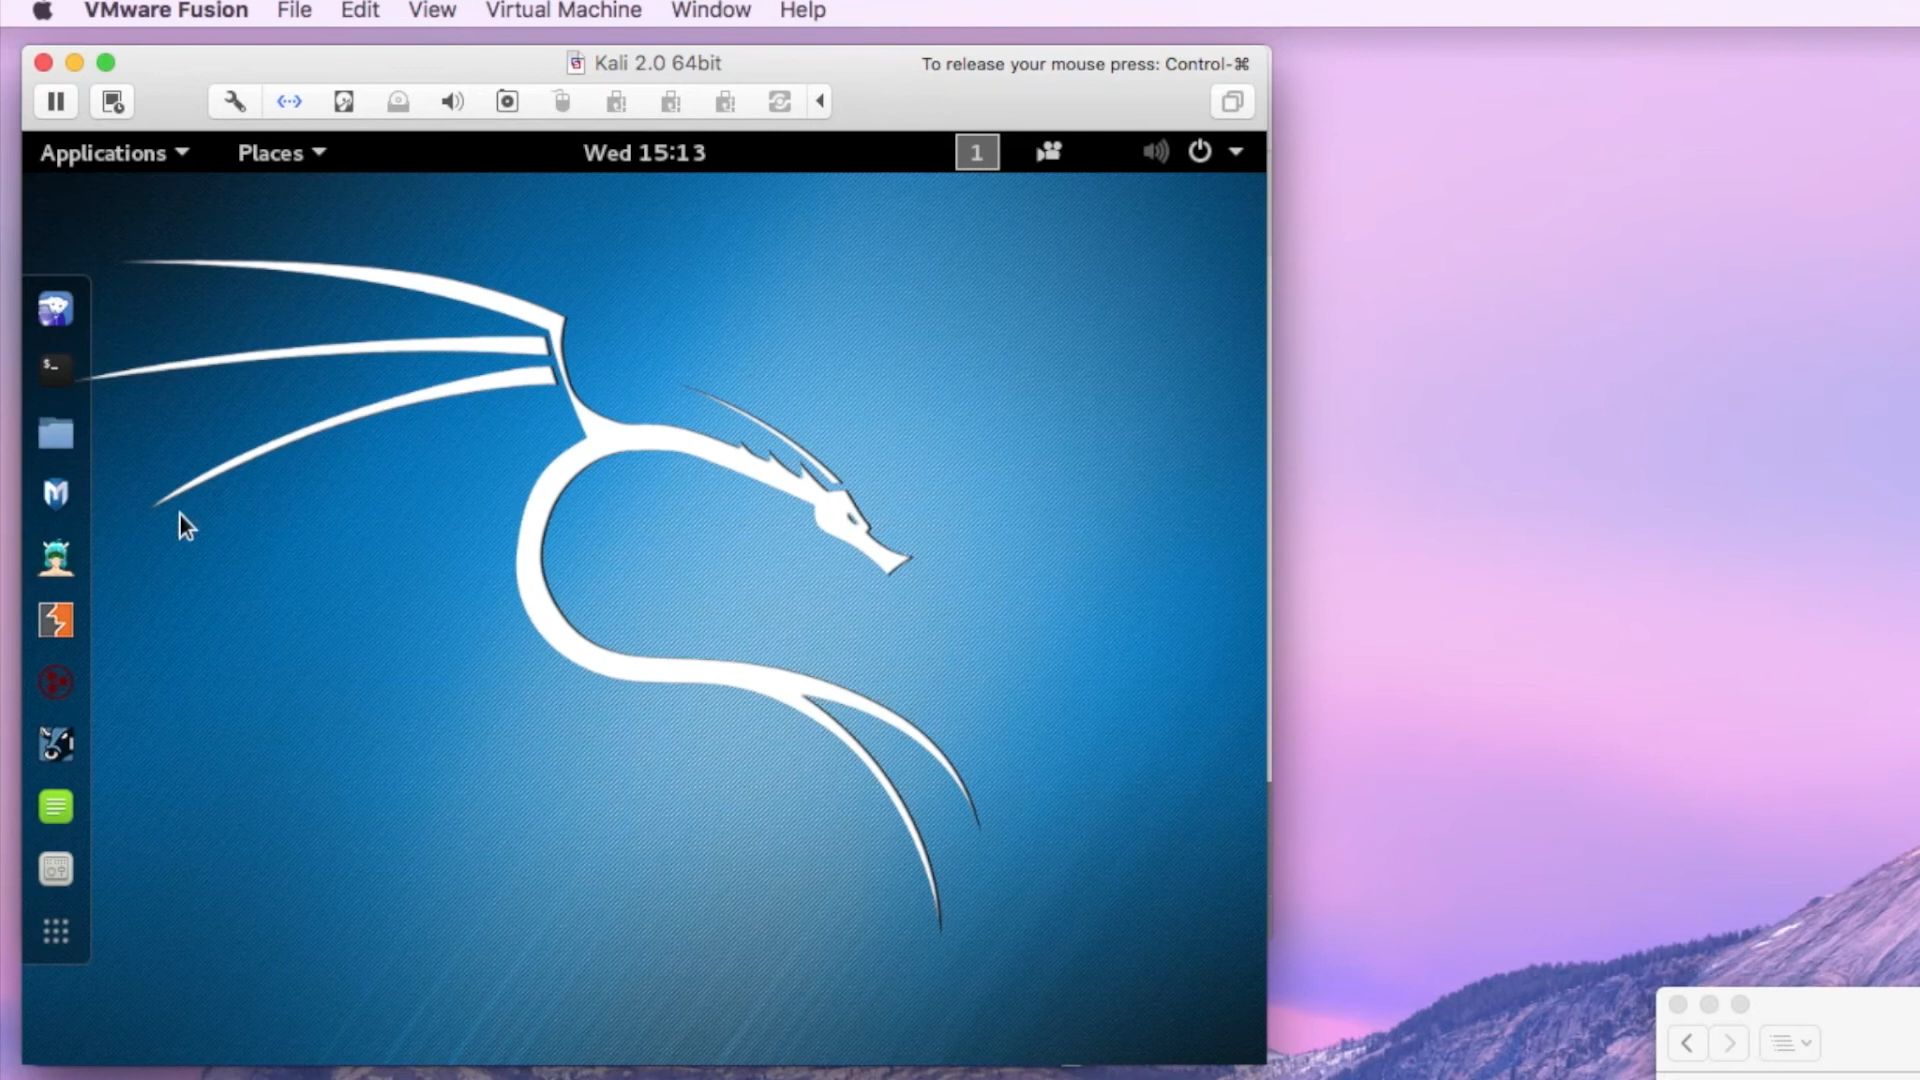 VMware Fusion File Edit View Virtual Machine Window Help
Kali 2.0 64bit
To release your mouse press: Control-⌘
Applications Places Wed 15:13 1
$_